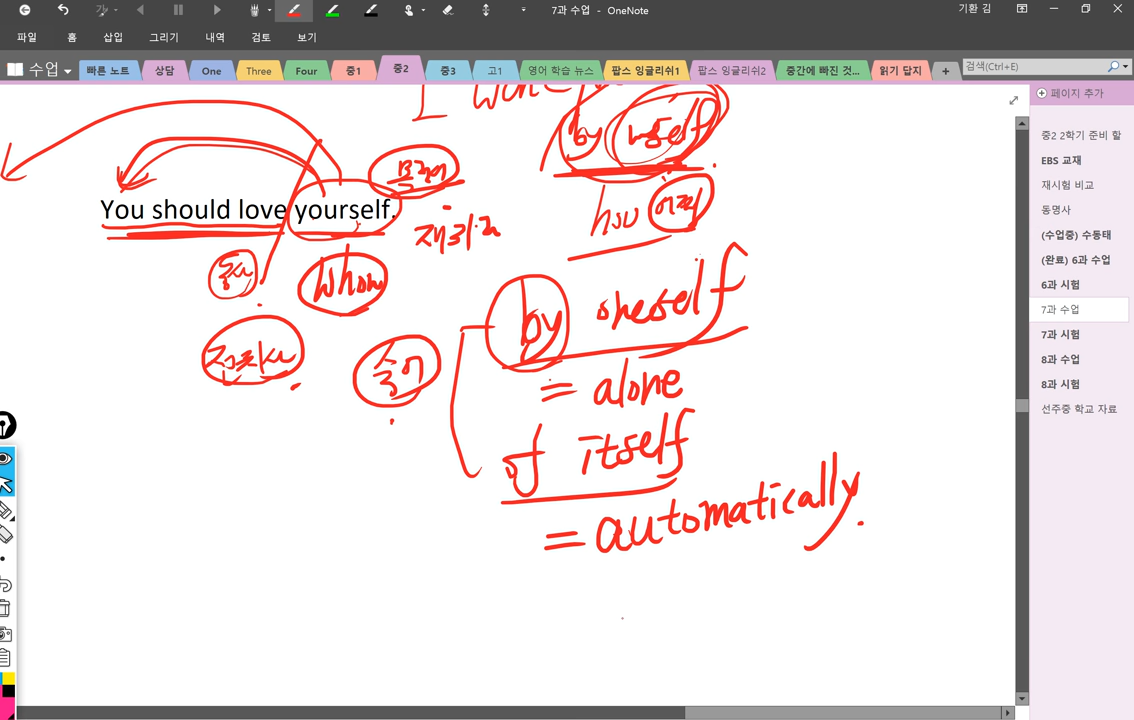 7과 수업 - OneNote
기환 김
파일 홈 삽입 그리기 내역 검토 보기
수업 빠른 노트 상담 One Three Four 중1 중2 중3 고1 영어 학습 뉴스 팝스 잉글리쉬1 팝스 잉글리쉬2 중간에 빠진 것... 읽기 답지 + 검색(Ctrl+E)
페이지 추가
중2 2학기 준비 할
EBS 교재
재시험 비교
동명사
(수업중) 수동태
(완료) 6과 수업
6과 시험
7과 수업
7과 시험
8과 수업
8과 시험
선주중 학교 자료
I
by
목적어
You should love yourself.
재귀
동사
whom
전치사
by oneself
= alone
of itself
= automatically.